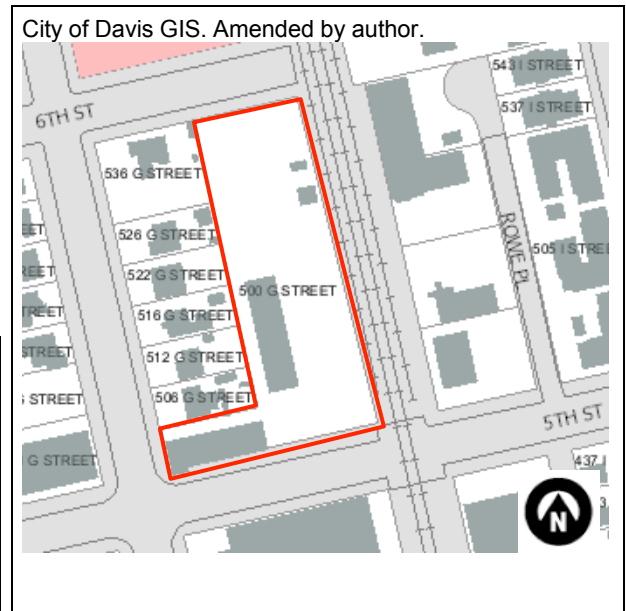 City of Davis GIS. Amended by author.
543 I STREET
537 I STREET
6TH ST
536 G STREET
ROWE PL
526 G STREET
505 I STREE
522 G STREET
500 G STREET
516 G STREET
512 G STREET
506 G STREET
STREET
5TH ST
G STREET
437 I
N